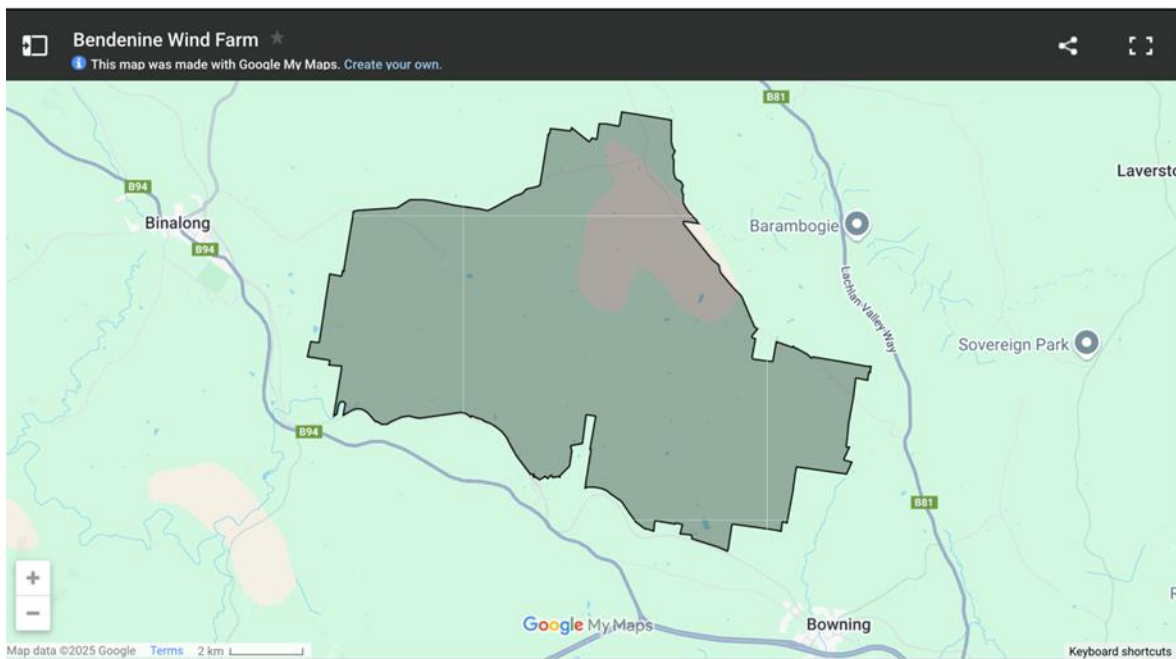 Bendenine Wind Farm
This map was made with Google My Maps. Create your own.
B81
Laversto
B94
Binalong
Barambogie
B94
Lachlan Valley Way
Sovereign Park
B94
B81
R
Google My Maps
Bowning
Map data ©2025 Google Terms 2 km
Keyboard shortcuts